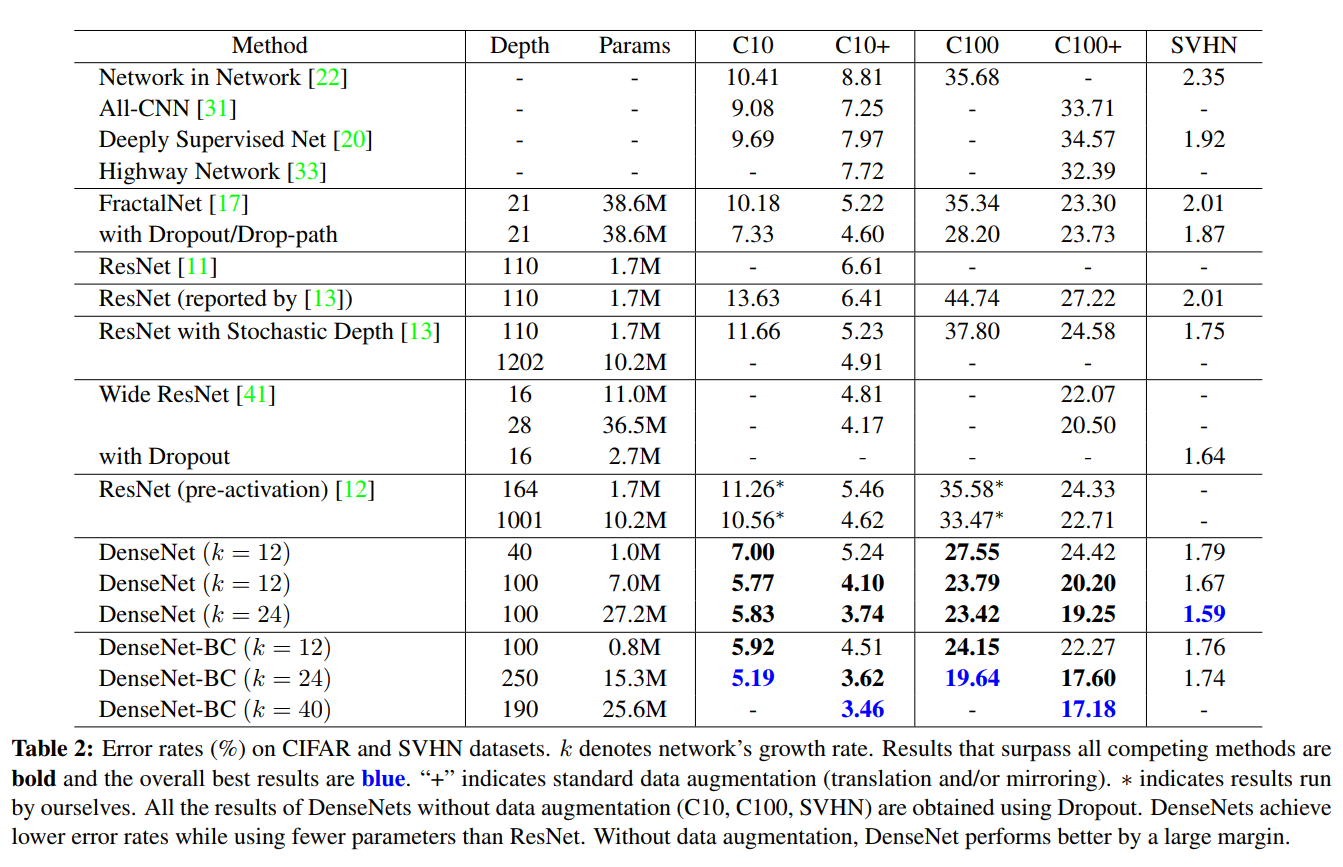 Method Depth Params C10 C10+ C100 C100+ SVHN
Network in Network [22] - - 10.41 8.81 35.68 - 2.35
All-CNN [31] - - 9.08 7.25 - 33.71 -
Deeply Supervised Net [20] - - 9.69 7.97 - 34.57 1.92
Highway Network [33] - - - 7.72 - 32.39 -
FractalNet [17] 21 38.6M 10.18 5.22 35.34 23.30 2.01
with Dropout/Drop-path 21 38.6M 7.33 4.60 28.20 23.73 1.87
ResNet [11] 110 1.7M - 6.61 - - -
ResNet (reported by [13]) 110 1.7M 13.63 6.41 44.74 27.22 2.01
ResNet with Stochastic Depth [13] 110 1.7M 11.66 5.23 37.80 24.58 1.75
1202 10.2M - 4.91 - - -
Wide ResNet [41] 16 11.0M - 4.81 - 22.07 -
28 36.5M - 4.17 - 20.50 -
with Dropout 16 2.7M - - - - 1.64
ResNet (pre-activation) [12] 164 1.7M 11.26* 5.46 35.58* 24.33 -
1001 10.2M 10.56* 4.62 33.47* 22.71 -
DenseNet (k = 12) 40 1.0M 7.00 5.24 27.55 24.42 1.79
DenseNet (k = 12) 100 7.0M 5.77 4.10 23.79 20.20 1.67
DenseNet (k = 24) 100 27.2M 5.83 3.74 23.42 19.25 1.59
DenseNet-BC (k = 12) 100 0.8M 5.92 4.51 24.15 22.27 1.76
DenseNet-BC (k = 24) 250 15.3M 5.19 3.62 19.64 17.60 1.74
DenseNet-BC (k = 40) 190 25.6M - 3.46 - 17.18 -
Table 2: Error rates (%) on CIFAR and SVHN datasets. k denotes network's growth rate. Results that surpass all competing methods are
bold and the overall best results are blue. “+” indicates standard data augmentation (translation and/or mirroring). * indicates results run
by ourselves. All the results of DenseNets without data augmentation (C10, C100, SVHN) are obtained using Dropout. DenseNets achieve
lower error rates while using fewer parameters than ResNet. Without data augmentation, DenseNet performs better by a large margin.